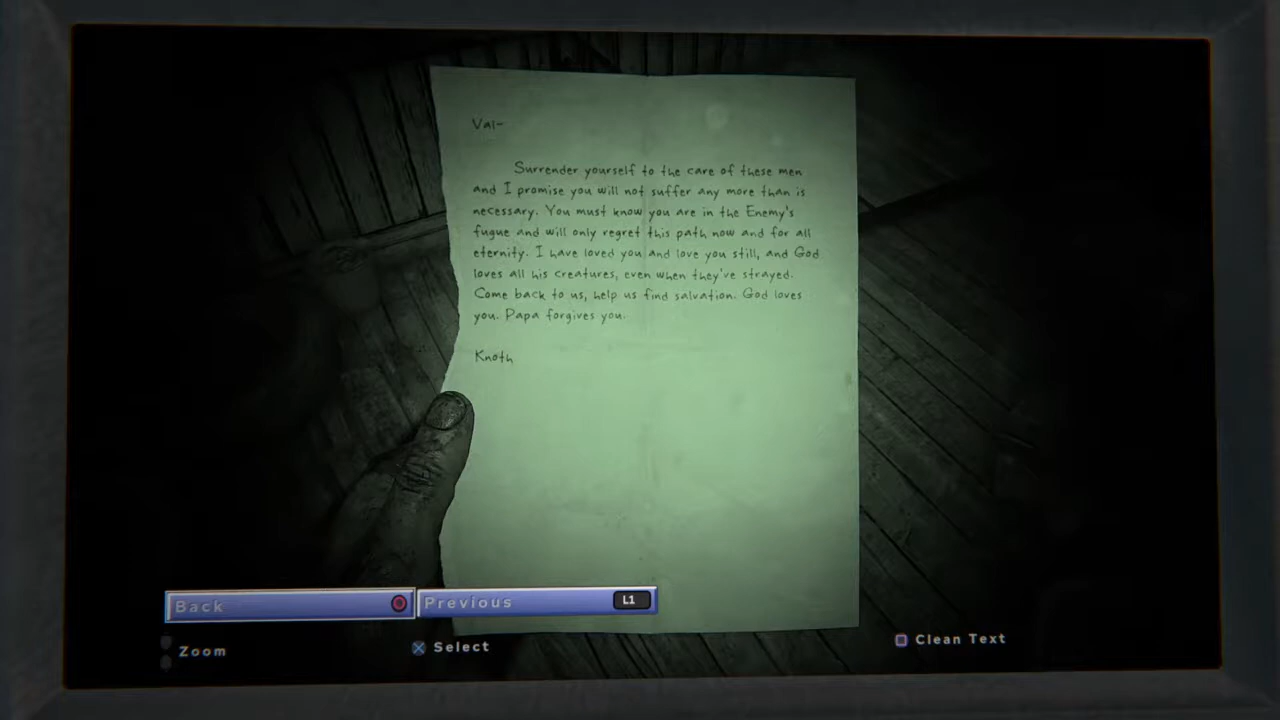 Val-
Surrender yourself to the care of these men
and I promise you will not suffer any more than is
necessary. You must know you are in the Enemy's
fugue and will only regret this path now and for all
eternity. I have loved you and love you still, and God
loves all his creatures, even when they've strayed.
Come back to us, help us find salvation. God loves
you. Papa forgives you.
Knoth
Back
Previous L1
Zoom
Select
Clean Text